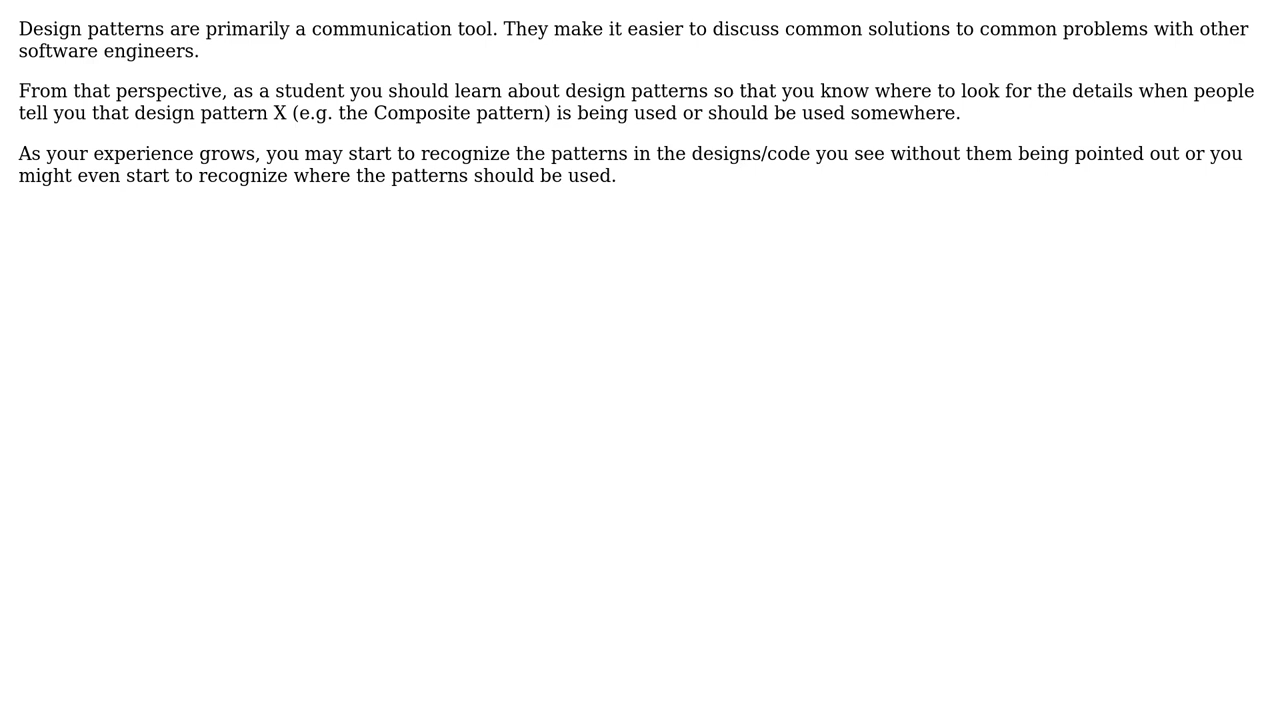 Design patterns are primarily a communication tool. They make it easier to discuss common solutions to common problems with other
software engineers.
From that perspective, as a student you should learn about design patterns so that you know where to look for the details when people
tell you that design pattern X (e.g. the Composite pattern) is being used or should be used somewhere.
As your experience grows, you may start to recognize the patterns in the designs/code you see without them being pointed out or you
might even start to recognize where the patterns should be used.